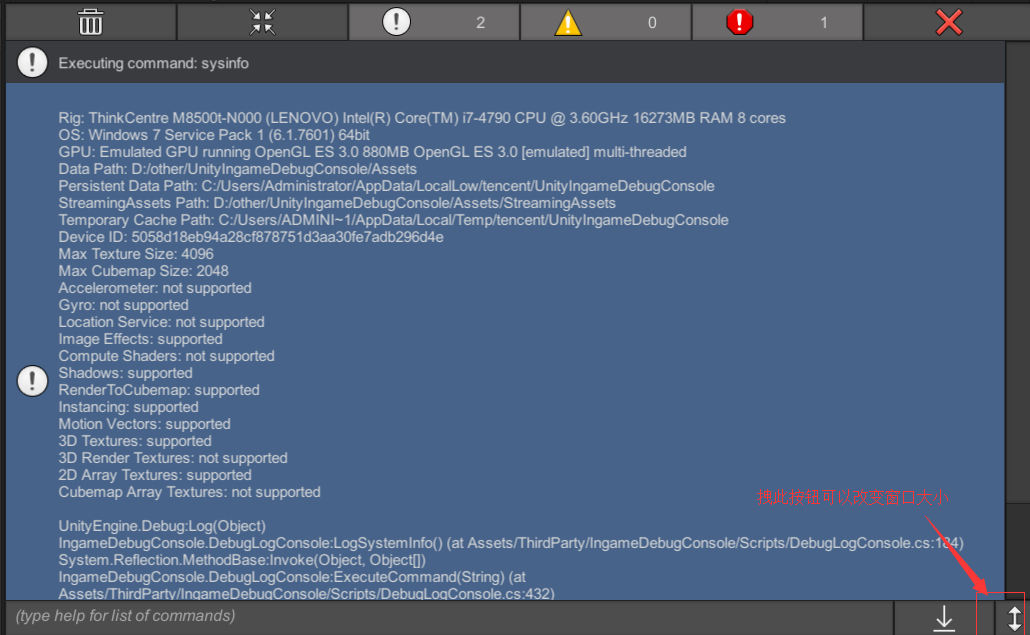 2
0
1
Executing command: sysinfo
Rig: ThinkCentre M8500t-N000 (LENOVO) Intel(R) Core(TM) i7-4790 CPU @ 3.60GHz 16273MB RAM 8 cores
OS: Windows 7 Service Pack 1 (6.1.7601) 64bit
GPU: Emulated GPU running OpenGL ES 3.0 880MB OpenGL ES 3.0 [emulated] multi-threaded
Data Path: D:/other/UnityIngameDebugConsole/Assets
Persistent Data Path: C:/Users/Administrator/AppData/LocalLow/tencent/UnityIngameDebugConsole
StreamingAssets Path: D:/other/UnityIngameDebugConsole/Assets/StreamingAssets
Temporary Cache Path: C:/Users/ADMINI~1/AppData/Local/Temp/tencent/UnityIngameDebugConsole
Device ID: 5058d18eb94a28cf878751d3aa30fe7adb296d4e
Max Texture Size: 4096
Max Cubemap Size: 2048
Accelerometer: not supported
Gyro: not supported
Location Service: not supported
Image Effects: supported
Compute Shaders: not supported
Shadows: supported
RenderToCubemap: supported
Instancing: supported
Motion Vectors: supported
3D Textures: supported
3D Render Textures: not supported
2D Array Textures: supported
Cubemap Array Textures: not supported
拽此按钮可以改变窗口大小
UnityEngine.Debug:Log(Object)
IngameDebugConsole.DebugLogConsole:LogSystemInfo() (at Assets/ThirdParty/IngameDebugConsole/Scripts/DebugLogConsole.cs:184)
System.Reflection.MethodBase:Invoke(Object, Object[])
IngameDebugConsole.DebugLogConsole:ExecuteCommand(String) (at
Assets/ThirdParty/IngameDebugConsole/Scripts/DebugLogConsole.cs:432)
(type help for list of commands)